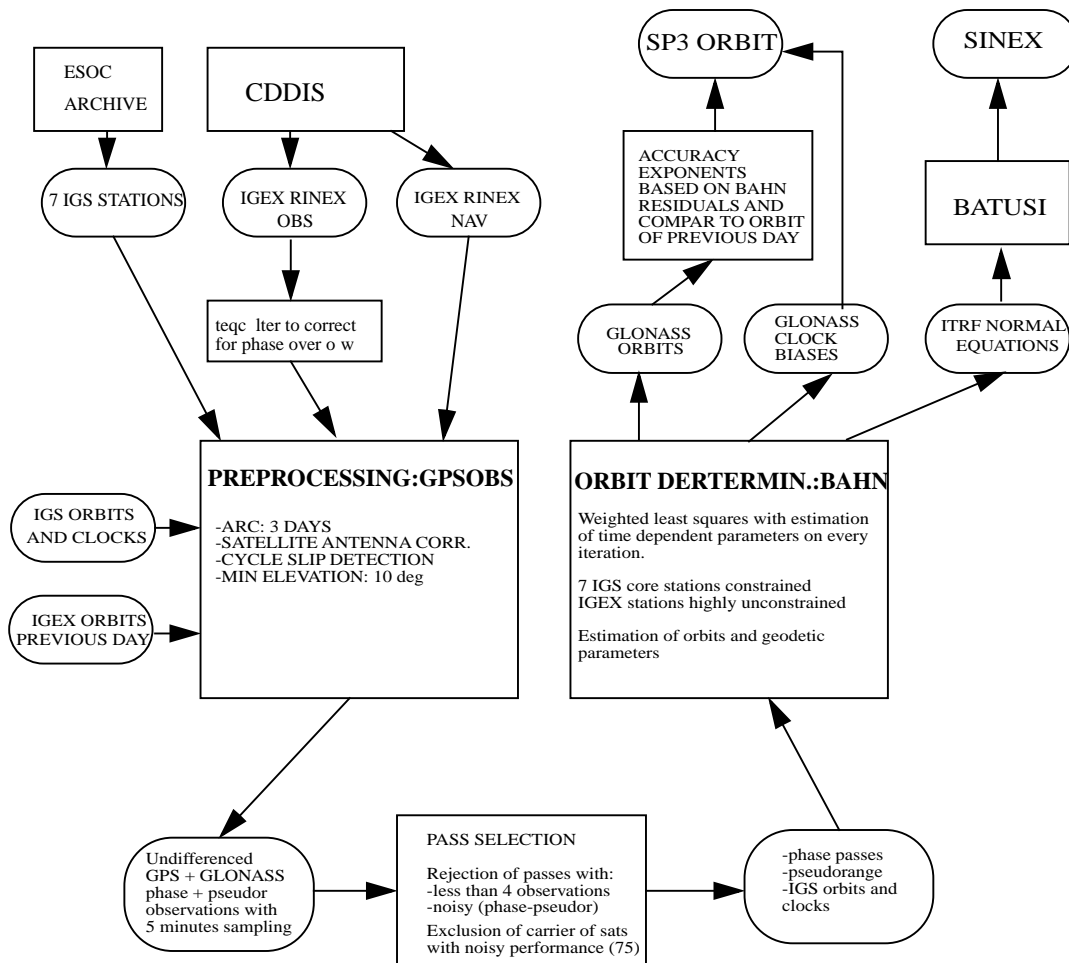 SP3 ORBIT
SINEX
ESOC
ARCHIVE
CDDIS
ACCURACY
EXPONENTS
BASED ON BAHN
RESIDUALS AND
COMPAR TO ORBIT
OF PREVIOUS DAY
BATUSI
7 IGS STATIONS
IGEX RINEX
OBS
IGEX RINEX
NAV
teqc lter to correct
for phase over o w
GLONASS
ORBITS
GLONASS
CLOCK
BIASES
ITRF NORMAL
EQUATIONS
PREPROCESSING:GPSOBS
-ARC: 3 DAYS
-SATELLITE ANTENNA CORR.
-CYCLE SLIP DETECTION
-MIN ELEVATION: 10 deg
IGS ORBITS
AND CLOCKS
IGEX ORBITS
PREVIOUS DAY
ORBIT DERTERMIN.:BAHN
Weighted least squares with estimation
of time dependent parameters on every
iteration.
7 IGS core stations constrained
IGEX stations highly unconstrained
Estimation of orbits and geodetic
parameters
Undifferenced
GPS + GLONASS
phase + pseudor
observations with
5 minutes sampling
PASS SELECTION
Rejection of passes with:
-less than 4 observations
-noisy (phase-pseudor)
Exclusion of carrier of sats
with noisy performance (75)
-phase passes
-pseudorange
-IGS orbits and
clocks